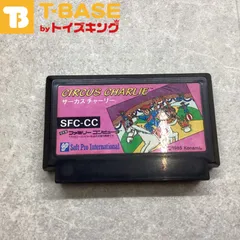 TB
T-BASE
byトイズキング
CIRCUS CHARLIE
サーカスチャーリー
SFC-CC
ファミリーコンピュータ
Soft Pro International